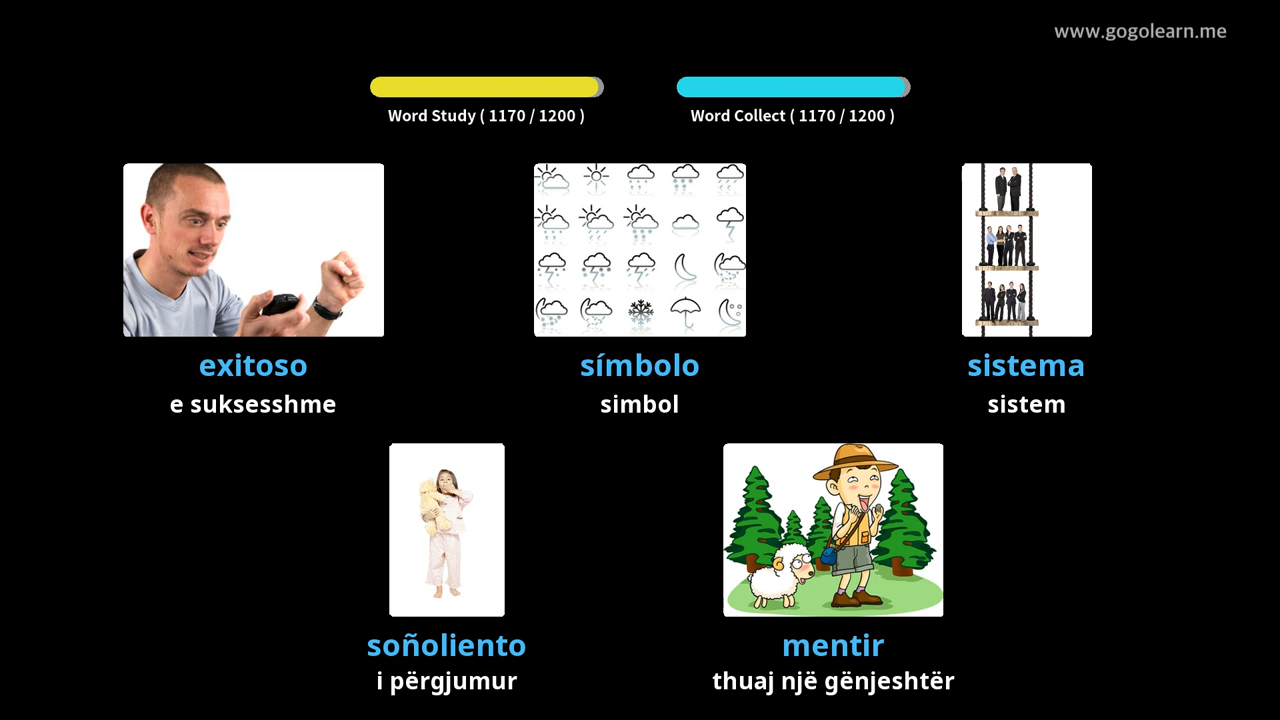 www.gogolearn.me
Word Study ( 1170 / 1200 )
Word Collect ( 1170 / 1200 )
exitoso
e suksesshme
símbolo
simbol
sistema
sistem
soñoliento
i përgjumur
mentir
thuaj një gënjeshtër